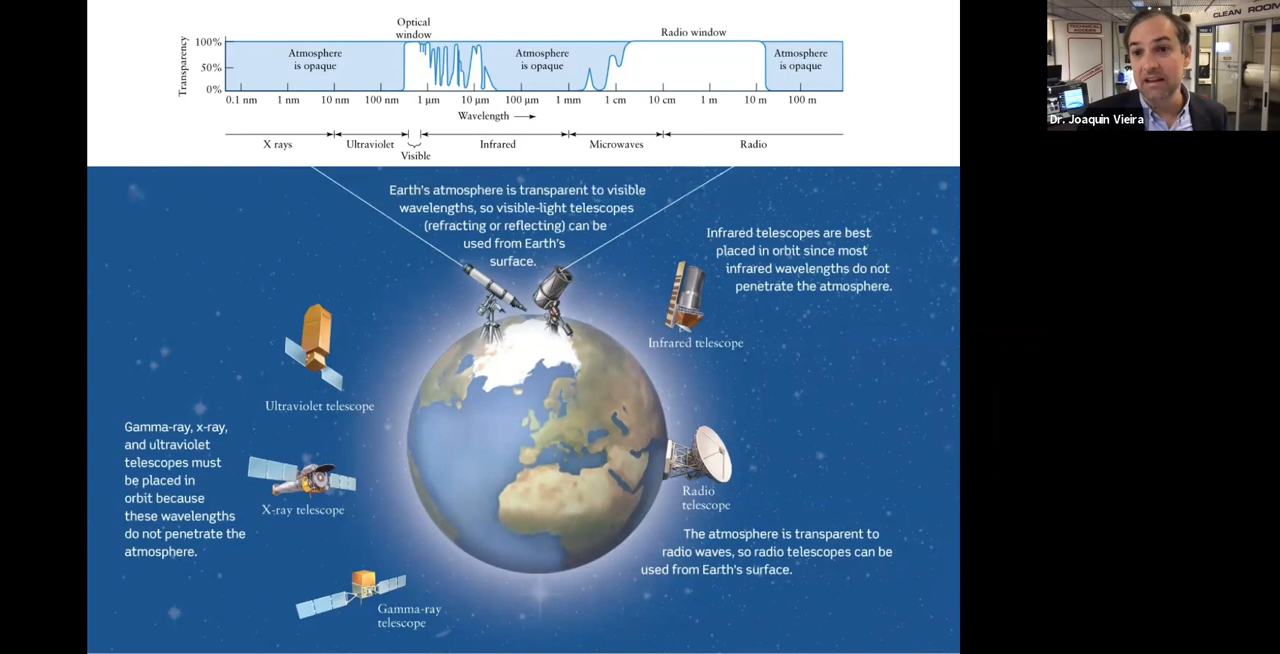 Optical
window
Radio window
Transparency
100%
50%
0%
Atmosphere
is opaque
Atmosphere
is opaque
Atmosphere
is opaque
0.1 nm 1 nm 10 nm 100 nm 1 μm 10 μm 100 μm 1 mm 1 cm 10 cm 1 m 10 m 100 m
Wavelength
X rays Ultraviolet Visible Infrared Microwaves Radio
Earth's atmosphere is transparent to visible
wavelengths, so visible-light telescopes
(refracting or reflecting) can be
used from Earth's
surface.
Infrared telescopes are best
placed in orbit since most
infrared wavelengths do not
penetrate the atmosphere.
Infrared telescope
Ultraviolet telescope
Gamma-ray, x-ray,
and ultraviolet
telescopes must
be placed in
orbit because
these wavelengths
do not penetrate the
atmosphere.
X-ray telescope
Radio
telescope
The atmosphere is transparent to
radio waves, so radio telescopes can be
used from Earth's surface.
Gamma-ray
telescope
TECHNICAL
ACCESS
CLEAN ROOM
Dr. Joaquin Vieira